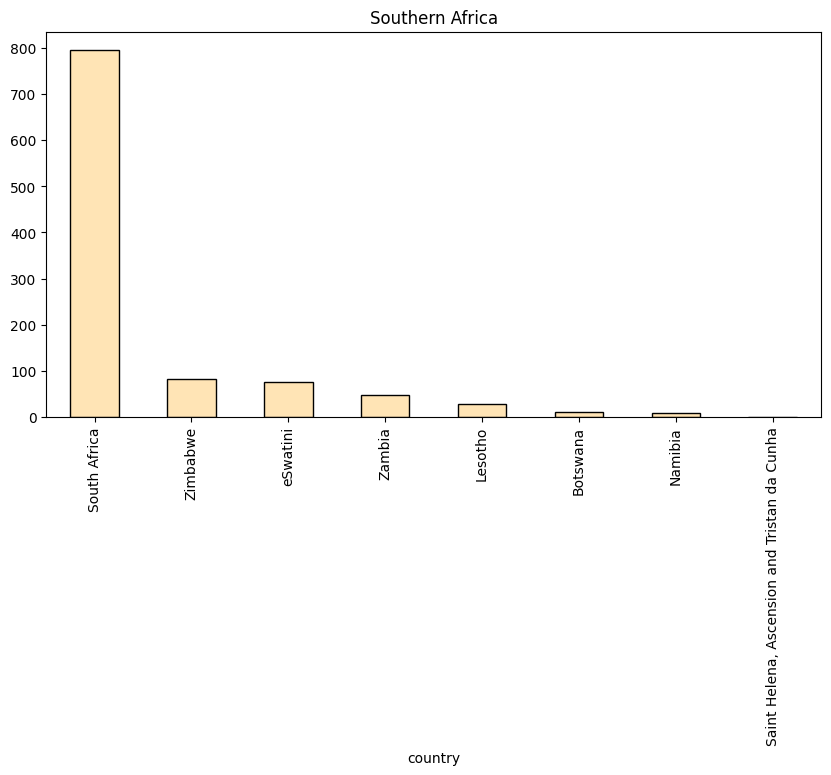 Southern Africa
800
700
600
500
400
300
200
100
0
South Africa
Zimbabwe
eSwatini
Zambia
Lesotho
Botswana
Namibia
Saint Helena, Ascension and Tristan da Cunha
country